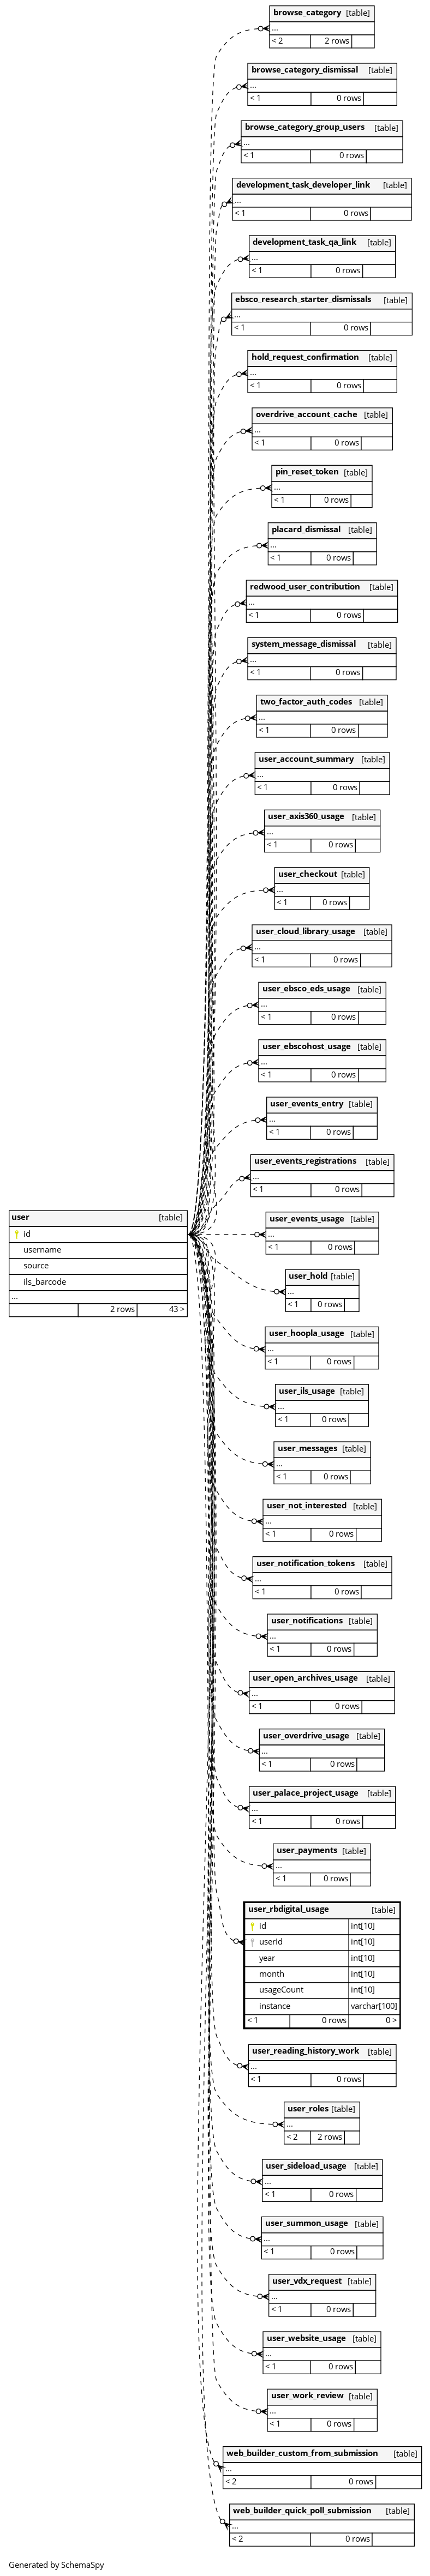 browse_category [table]
...
< 2 2 rows
browse_category_dismissal [table]
...
< 1 0 rows
browse_category_group_users [table]
...
< 1 0 rows
development_task_developer_link [table]
...
< 1 0 rows
development_task_qa_link [table]
...
< 1 0 rows
ebsco_research_starter_dismissals [table]
...
< 1 0 rows
hold_request_confirmation [table]
...
< 1 0 rows
overdrive_account_cache [table]
...
< 1 0 rows
pin_reset_token [table]
...
< 1 0 rows
placard_dismissal [table]
...
< 1 0 rows
redwood_user_contribution [table]
...
< 1 0 rows
system_message_dismissal [table]
...
< 1 0 rows
two_factor_auth_codes [table]
...
< 1 0 rows
user_account_summary [table]
...
< 1 0 rows
user_axis360_usage [table]
...
< 1 0 rows
user_checkout [table]
...
< 1 0 rows
user_cloud_library_usage [table]
...
< 1 0 rows
user_ebsco_eds_usage [table]
...
< 1 0 rows
user_ebscohost_usage [table]
...
< 1 0 rows
user_events_entry [table]
...
< 1 0 rows
user_events_registrations [table]
...
< 1 0 rows
user [table]
id
username
source
ils_barcode
...
2 rows 43 >
user_events_usage [table]
...
< 1 0 rows
user_hold [table]
...
< 1 0 rows
user_hoopla_usage [table]
...
< 1 0 rows
user_ils_usage [table]
...
< 1 0 rows
user_messages [table]
...
< 1 0 rows
user_not_interested [table]
...
< 1 0 rows
user_notification_tokens [table]
...
< 1 0 rows
user_notifications [table]
...
< 1 0 rows
user_open_archives_usage [table]
...
< 1 0 rows
user_overdrive_usage [table]
...
< 1 0 rows
user_palace_project_usage [table]
...
< 1 0 rows
user_payments [table]
...
< 1 0 rows
user_rbdigital_usage [table]
id int[10]
userId int[10]
year int[10]
month int[10]
usageCount int[10]
instance varchar[100]
< 1 0 rows 0 >
user_reading_history_work [table]
...
< 1 0 rows
user_roles [table]
...
< 2 2 rows
user_sideload_usage [table]
...
< 1 0 rows
user_summon_usage [table]
...
< 1 0 rows
user_vdx_request [table]
...
< 1 0 rows
user_website_usage [table]
...
< 1 0 rows
user_work_review [table]
...
< 1 0 rows
web_builder_custom_from_submission [table]
...
< 2 0 rows
web_builder_quick_poll_submission [table]
...
< 2 0 rows
Generated by SchemaSpy